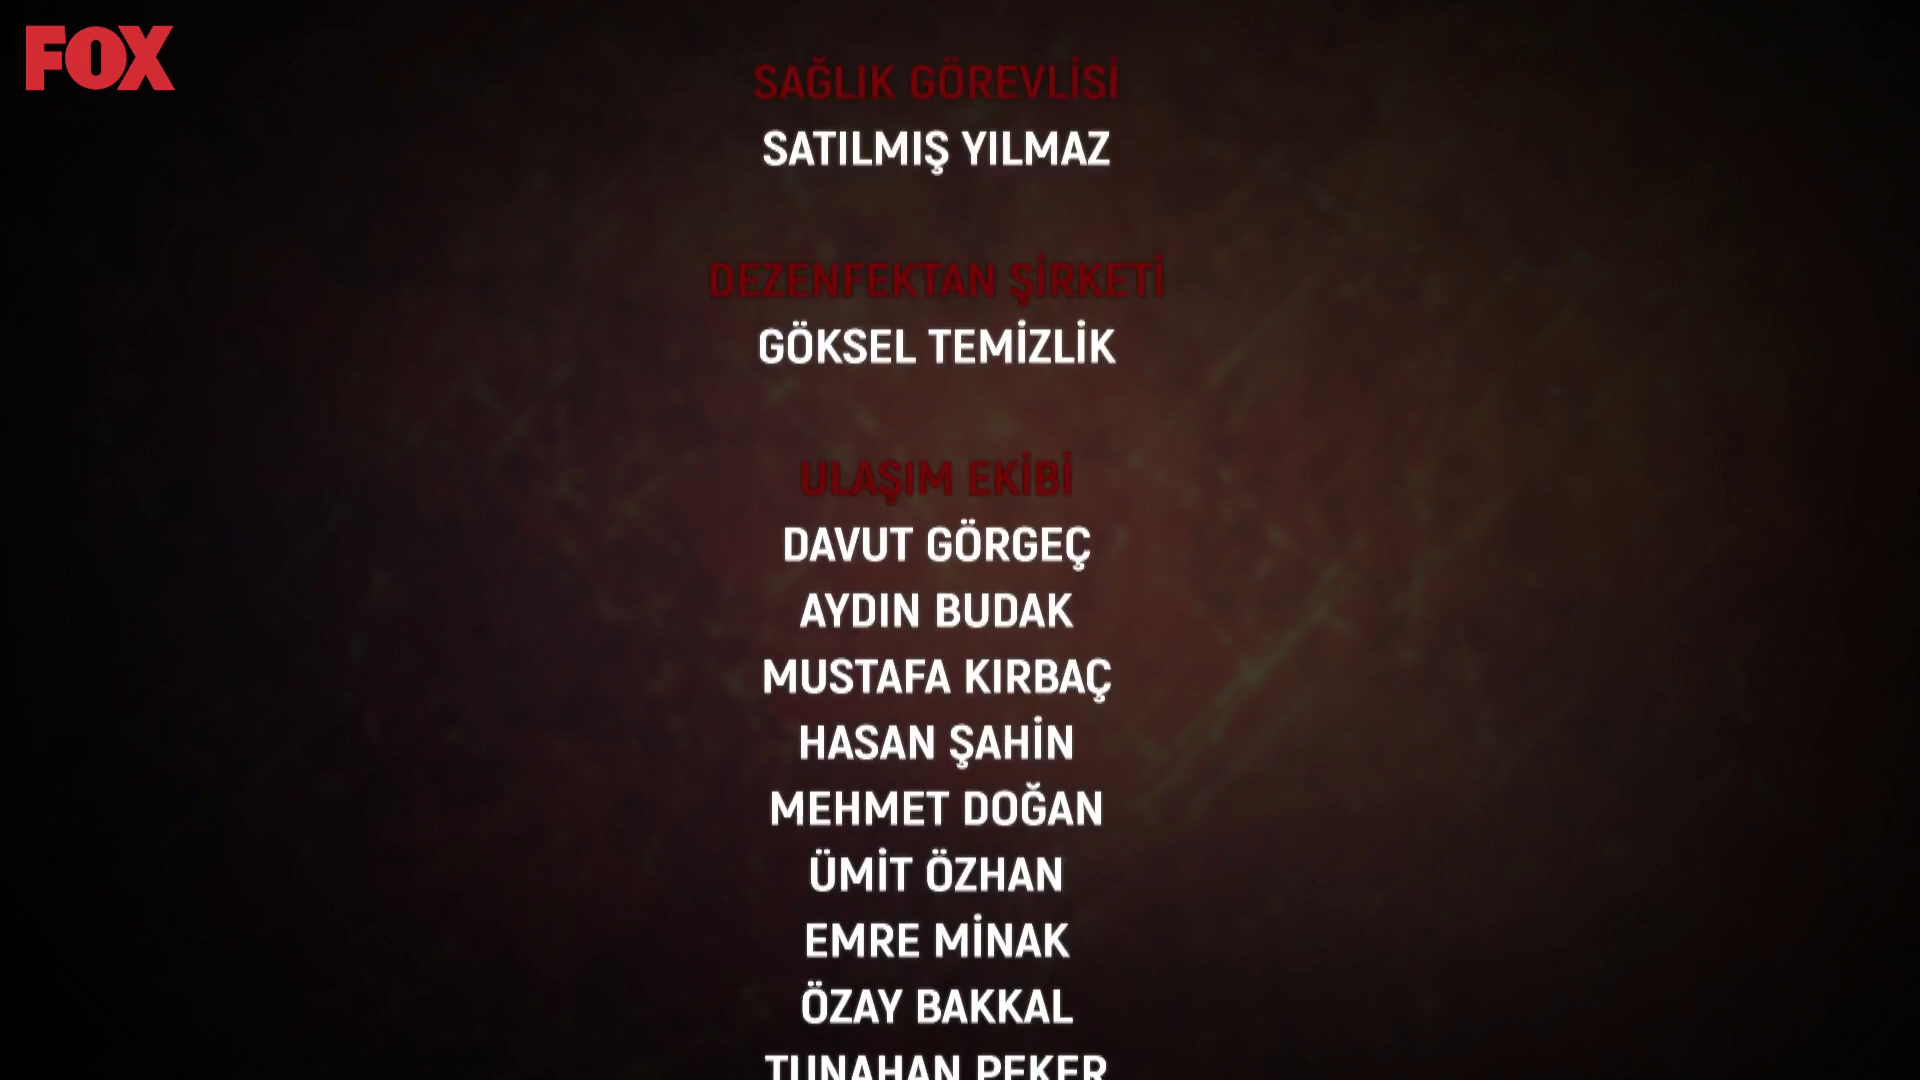 FOX
SAĞLIK GÖREVLİSİ
SATILMIŞ YILMAZ
DEZENFEKTAN ŞİRKETİ
GÖKSEL TEMİZLİK
ULAŞIM EKİBİ
DAVUT GÖRGEÇ
AYDIN BUDAK
MUSTAFA KIRBAÇ
HASAN ŞAHİN
MEHMET DOĞAN
ÜMİT ÖZHAN
EMRE MİNAK
ÖZAY BAKKAL
TUNAHAN PEKER